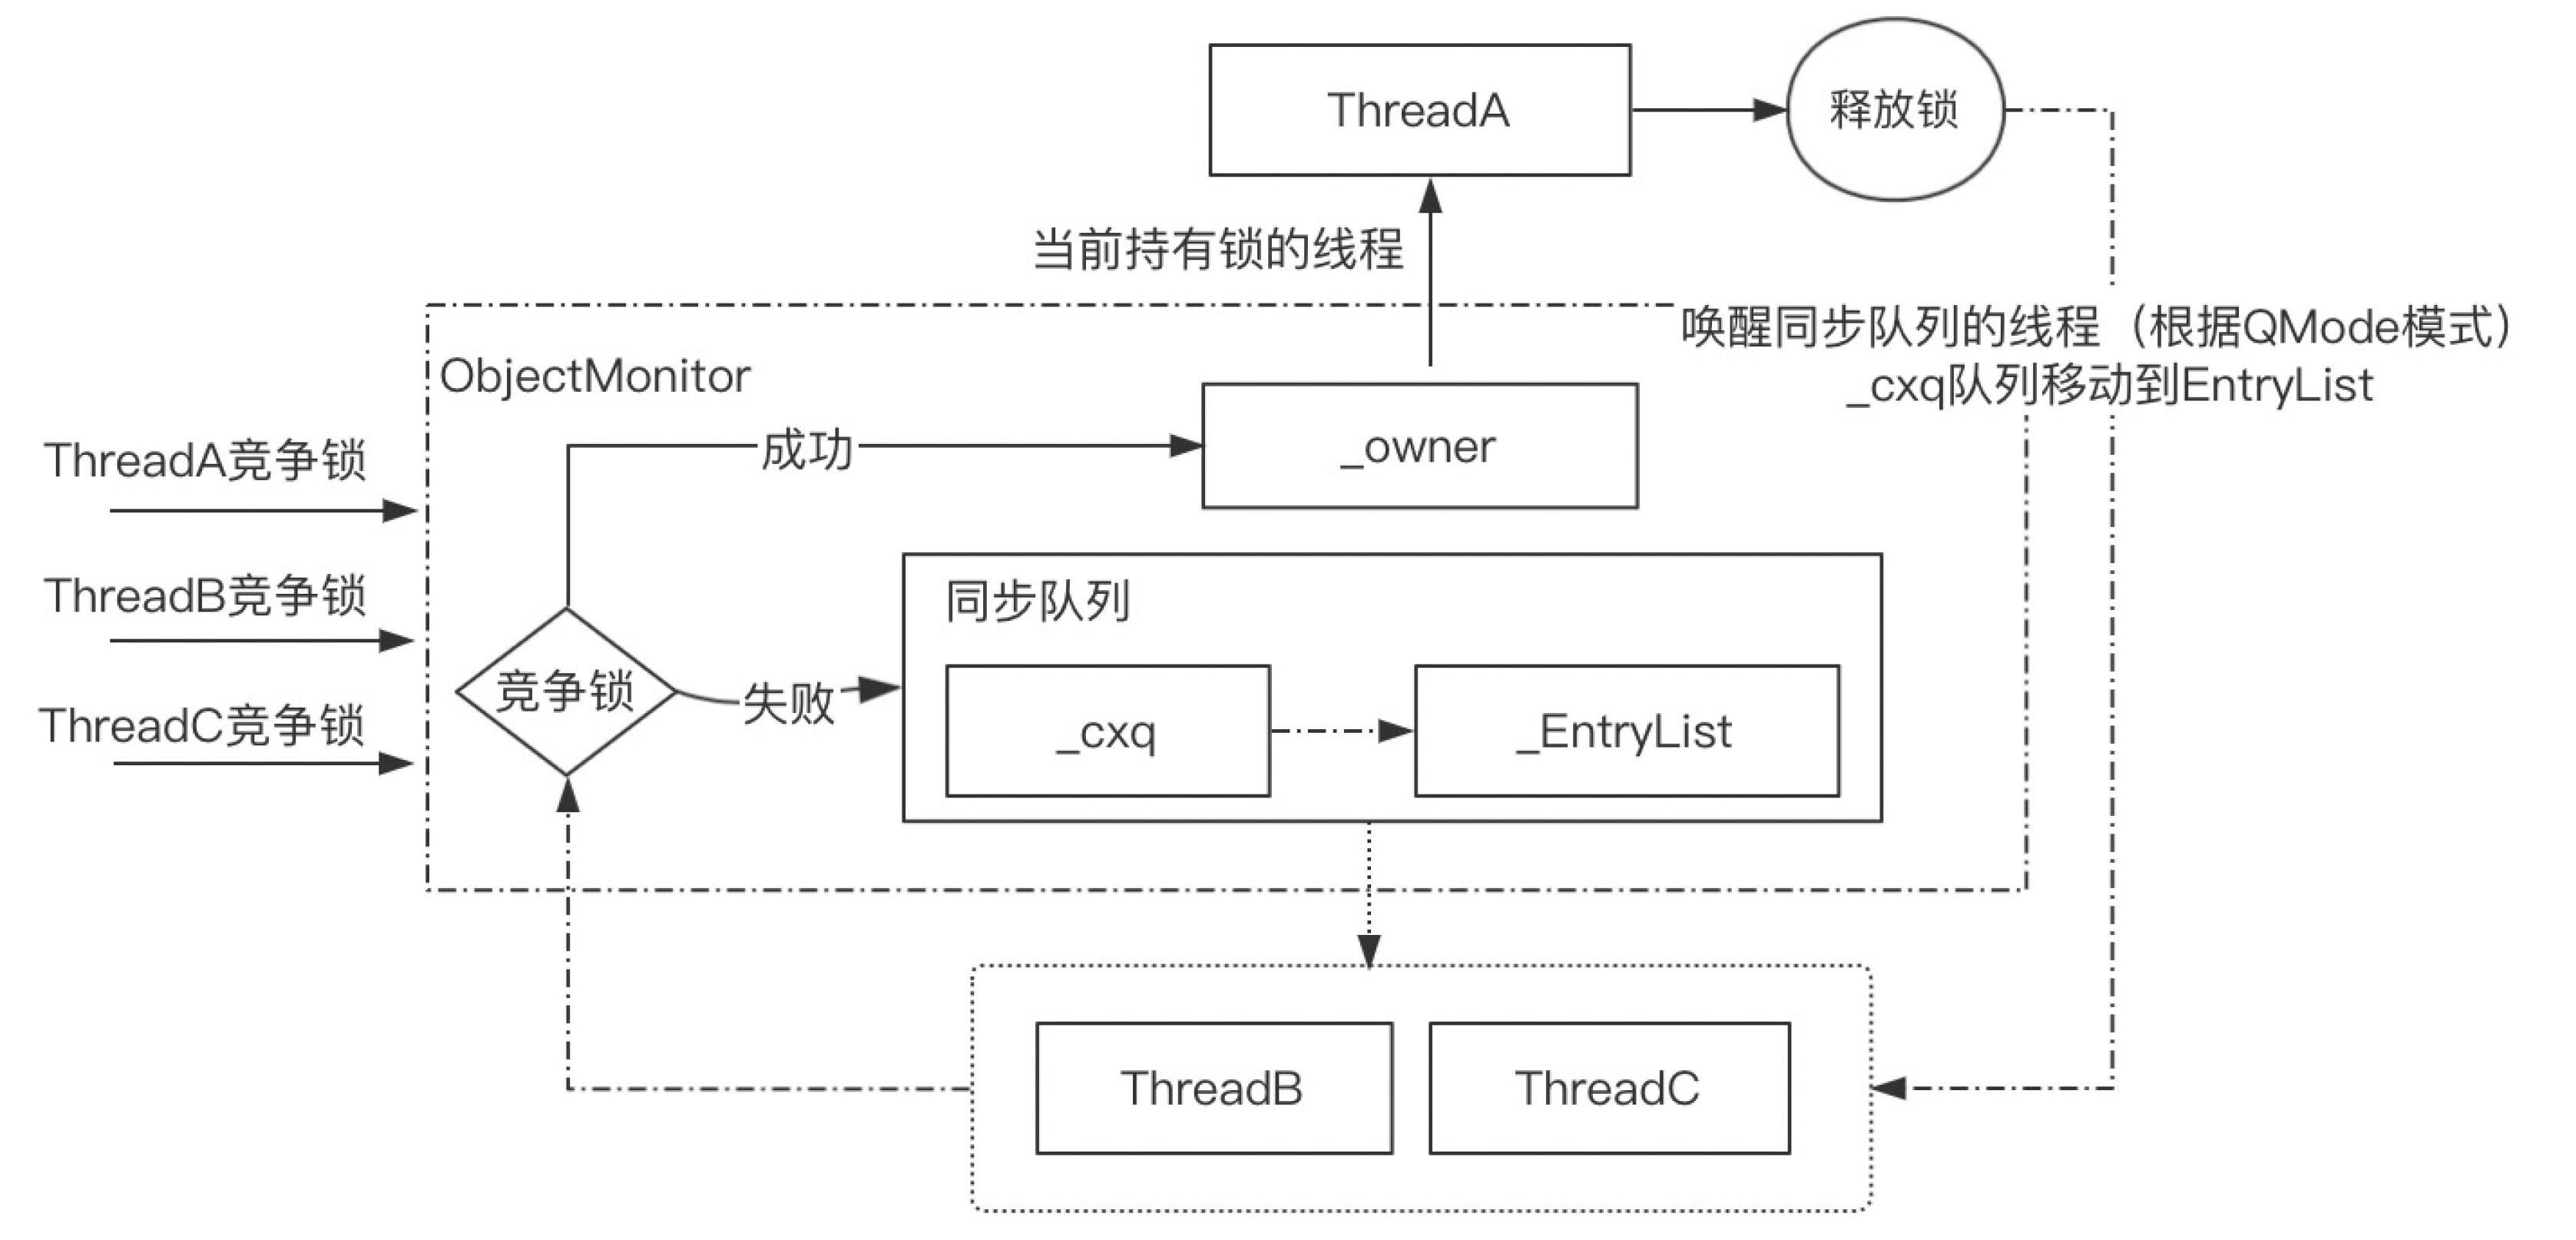 ThreadA
释放锁
当前持有锁的线程
唤醒同步队列的线程（根据QMode模式）
_cxq队列移动到EntryList
ObjectMonitor
ThreadA竞争锁
成功
_owner
ThreadB竞争锁
同步队列
竞争锁
失败
ThreadC竞争锁
_cxq
_EntryList
ThreadB
ThreadC